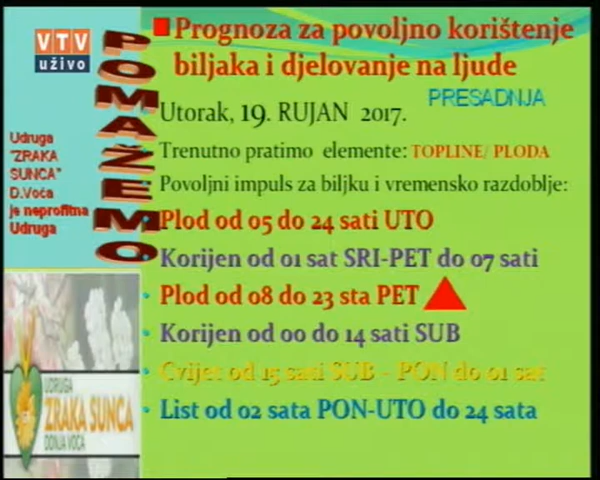 VTV
uživo
POMAŽEMO
Prognoza za povoljno korištenje
biljaka i djelovanje na ljude
PRESADNJA
Utorak, 19. RUJAN 2017.
Trenutno pratimo elemente: TOPLINE/ PLODA
Povoljni impuls za biljku i vremensko razdoblje:
Plod od 05 do 24 sati UTO
Korijen od 01 sat SRI-PET do 07 sati
Plod od 08 do 23 sta PET
Korijen od 00 do 14 sati SUB
Cvijet od 15 sati SUB - PON do 01 sat
List od 02 sata PON-UTO do 24 sata
Udruga
"ZRAKA
SUNCA"
D.Voća
je neprofitna
Udruga
UDRUGA
ZRAKA SUNCA
DONJA VOĆA